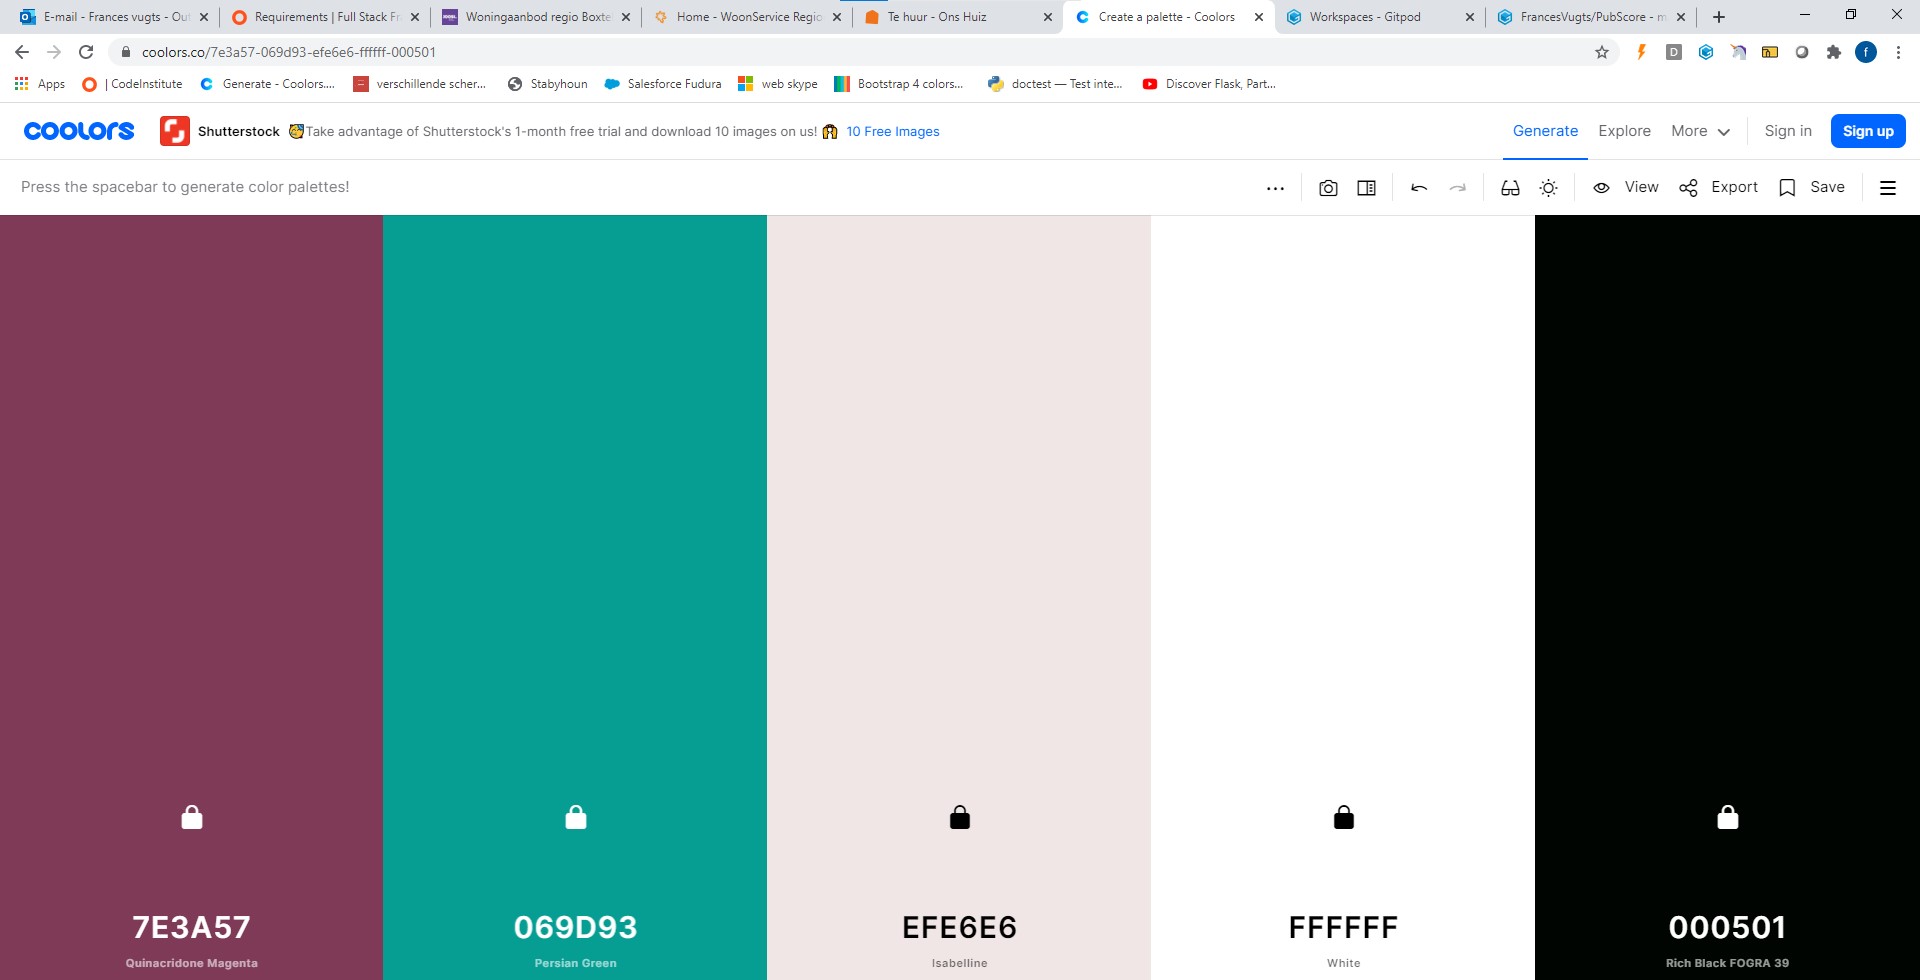 E-mail - Frances vugts - Out
Requirements | Full Stack Fr
Woningaanbod regio Boxte
Home - WoonService Regio
Te huur - Ons Huiz
Create a palette - Coolors
Workspaces - Gitpod
FrancesVugts/PubScore - m
coolors.co/7e3a57-069d93-efe6e6-ffffff-000501
f
Apps
| CodeInstitute
Generate - Coolors....
verschillende scher...
Stabyhoun
Salesforce Fudura
web skype
Bootstrap 4 colors...
doctest — Test inte...
Discover Flask, Part...
coolors
Shutterstock
Take advantage of Shutterstock's 1-month free trial and download 10 images on us!
10 Free Images
Generate
Explore
More
Sign in
Sign up
Press the spacebar to generate color palettes!
View
Export
Save
7E3A57
069D93
EFE6E6
FFFFFF
000501
Quinacridone Magenta
Persian Green
Isabelline
White
Rich Black FOGRA 39